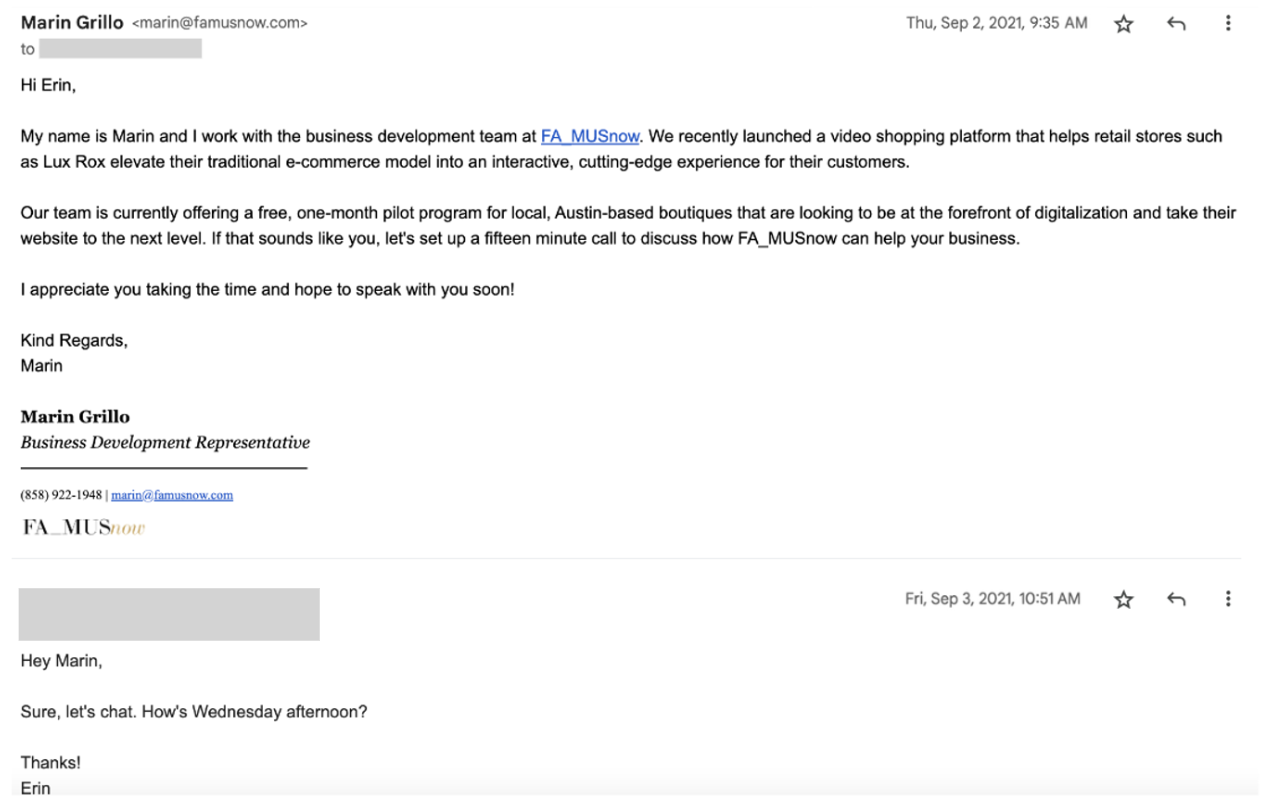 Marin Grillo <marin@famusnow.com> Thu, Sep 2, 2021, 9:35 AM
to
Hi Erin,
My name is Marin and I work with the business development team at FA_MUSnow. We recently launched a video shopping platform that helps retail stores such
as Lux Rox elevate their traditional e-commerce model into an interactive, cutting-edge experience for their customers.
Our team is currently offering a free, one-month pilot program for local, Austin-based boutiques that are looking to be at the forefront of digitalization and take their
website to the next level. If that sounds like you, let's set up a fifteen minute call to discuss how FA_MUSnow can help your business.
I appreciate you taking the time and hope to speak with you soon!
Kind Regards,
Marin
Marin Grillo
Business Development Representative
(858) 922-1948 | marin@famusnow.com
FA_MUSnow
Fri, Sep 3, 2021, 10:51 AM
Hey Marin,
Sure, let's chat. How's Wednesday afternoon?
Thanks!
Erin